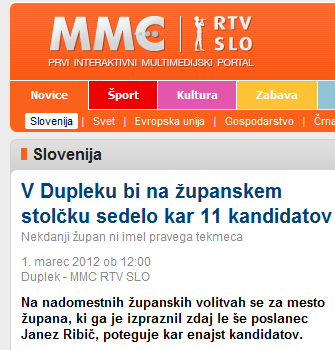 MMC RTV SLO
PRVI INTERAKTIVNI MULTIMEDIJSKI PORTAL
Novice Šport Kultura Zabava
Slovenija | Svet | Evropska unija | Gospodarstvo | Črna
Slovenija
V Dupleku bi na županskem
stolčku sedelo kar 11 kandidatov
Nekdanji župan ni imel pravega tekmeca
1. marec 2012 ob 12:00
Duplek - MMC RTV SLO
Na nadomestnih županskih volitvah se za mesto
župana, ki ga je izpraznil zdaj le še poslanec
Janez Ribič, poteguje kar enajst kandidatov.